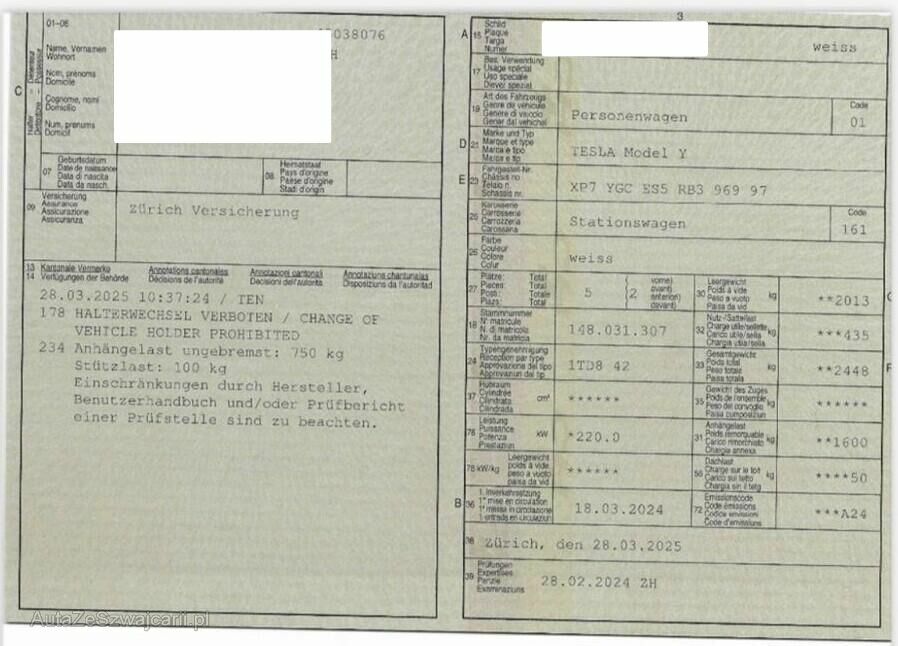 01-06
Name, Vornamen
Wohnort
Nom, prénoms
Domicile
Cognome, nomi
Domicilio
Num, prenums
Domicil
C
038076
H
07
Geburtsdatum
Date de naissance
Data di nascita
Data da nasch.
08
Heimatstaat
Pays d'origine
Paese d'origine
Stadi d'origin
09
Versicherung
Assurance
Assicurazione
Assicuranza
Zürich Versicherung
13 Kantonale Vermerke
14 Verfügungen der Behörde
Annotations cantonales
Décisions de l'autorité
Annotazioni cantonali
Decisioni dell'autorità
Annotaziuns chantunalas
Disposiziuns da l'autoritad
28.03.2025 10:37:24 / TEN
178 HALTERWECHSEL VERBOTEN / CHANGE OF
VEHICLE HOLDER PROHIBITED
234 Anhängelast ungebremst: 750 kg
Stützlast: 100 kg
Einschränkungen durch Hersteller,
Benutzerhandbuch und/oder Prüfbericht
einer Prüfstelle sind zu beachten.
AutaZeSzwajcarii.pl
3
A 15 Schild
Plaque
Targa
Numer
weiss
17 Bes. Verwendung
Usage spécial
Uso speciale
Diever spezial
19 Art des Fahrzeugs
Genre de véhicule
Genere di veicolo
Gener dal vehichel
Personenwagen
Code
01
D 21 Marke und Typ
Marque et type
Marca e tipo
Marca e tip
TESLA Model Y
E 23 Fahrgestell-Nr.
Châssis no
Telaio n.
Schassis nr.
XP7 YGC ES5 RB3 969 97
25 Karosserie
Carrosserie
Carrozzeria
Carossaria
Stationswagen
Code
161
26 Farbe
Couleur
Colore
Colur
weiss
27 Plätze: Total
Places: Total
Posti: Totale
Plazs: Total
5
(2
vorne)
avant)
anteriori)
davant)
30 Leergewicht
Poids à vide
Peso a vuoto
Paisa da vid
kg
**2013
18 Stammnummer
N° matricule
N. di matricola
Nr. da matricla
148.031.307
32 Nutz-/Sattellast
Charge utile/sellette
Carico utile/sella
Chargia utila/sella
kg
***435
24 Typengenehmigung
Réception par type
Approvazione del tipo
Approvaziun dal tip
1TD8 42
33 Gesamtgewicht
Poids total
Peso totale
Paisa totala
kg
**2448
37 Hubraum
Cylindrée
Cilindrata
Cilindrada
cm³
******
35 Gewicht des Zuges
Poids de l'ensemble
Peso del convoglio
Paisa cumposiziun
kg
******
76 Leistung
Puissance
Potenza
Prestaziun
kW
*220.0
31 Anhängelast
Poids remorquable
Carico rimorchiato
Chargia annexa
kg
**1600
78 kW/kg
Leergewicht
poids à vide
peso a vuoto
paisa da vid
******
55 Dachlast
Charge sur le toit
Carico sul tetto
Chargia sin il tetg
kg
****50
B 36 1. Inverkehrsetzung
1re mise en circulation
1a messa in circolazione
1. entrada en circulaziun
18.03.2024
72 Emissionscode
Code émissions
Codice emissioni
Code d'emissiuns
***A24
38 Zürich, den 28.03.2025
39 Prüfungen
Expertises
Perizie
Examinaziuns
28.02.2024 ZH